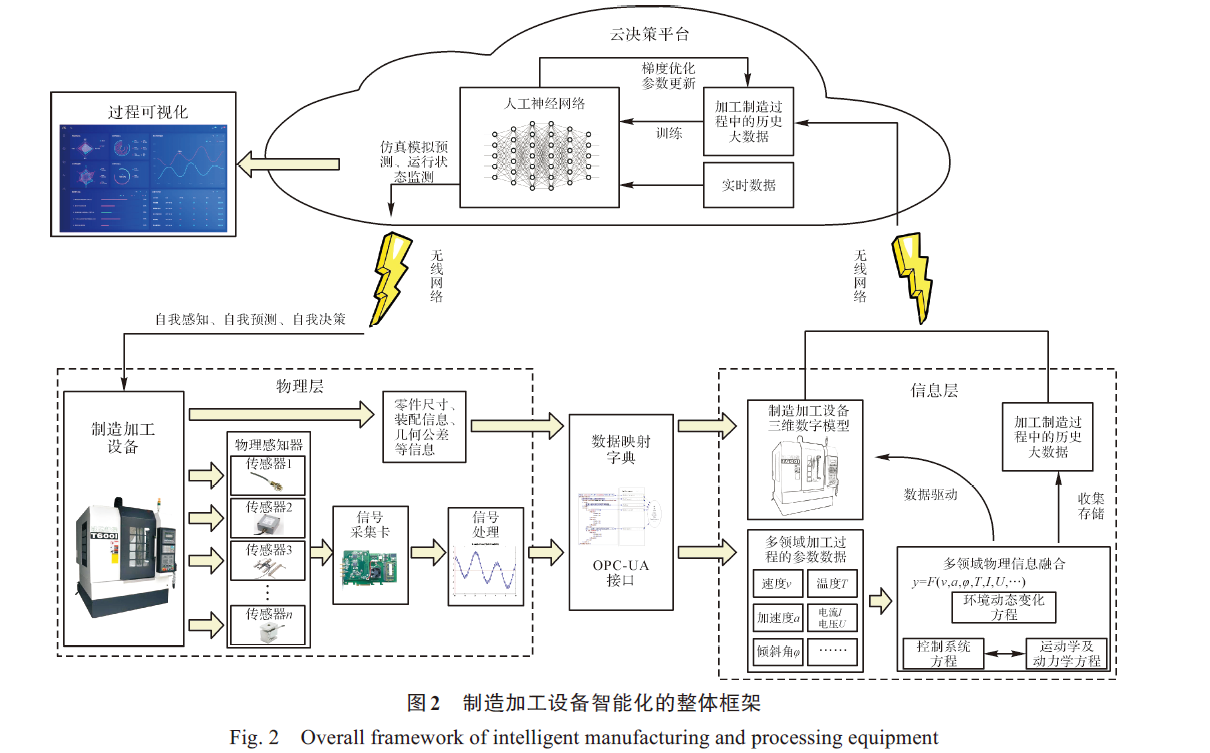 云决策平台
梯度优化
参数更新
过程可视化
人工神经网络
训练
加工制造过
程中的历史
大数据
实时数据
仿真模拟预
测、运行状
态监测
无
线
网
络
无
线
网
络
自我感知、自我预测、自我决策
物理层
制造加工
设备
零件尺寸、
装配信息、
几何公差
等信息
物理感知器
传感器1
传感器2
传感器3
⋮
传感器n
信号
采集卡
信号
处理
数据映射
字典
OPC-UA
接口
信息层
制造加工设备
三维数字模型
加工制造过
程中的历史
大数据
数据驱动
收集
存储
多领域加工过
程的参数数据
速度v
温度T
加速度a
电流I
电压U
倾斜角φ
……
多领域物理信息融合
y=F(v,a,φ,T,I,U,…)
环境动态变化
方程
控制系统
方程
运动学及
动力学方程
图2 制造加工设备智能化的整体框架
Fig. 2 Overall framework of intelligent manufacturing and processing equipment